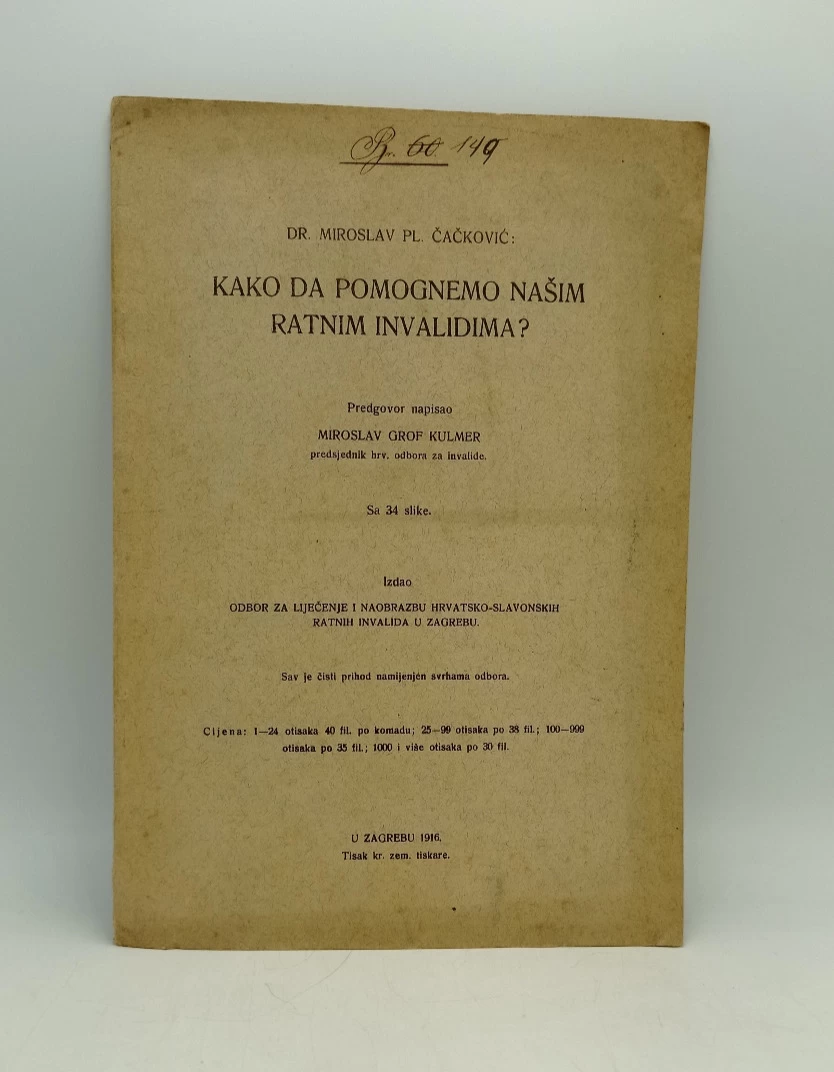 Br. 60 149
DR. MIROSLAV PL. ČAČKOVIĆ:
KAKO DA POMOGNEMO NAŠIM
RATNIM INVALIDIMA?
Predgovor napisao
MIROSLAV GROF KULMER
predsjednik hrv. odbora za invalide.
Sa 34 slike.
Izdao
ODBOR ZA LIJEČENJE I NAOBRAZBU HRVATSKO-SLAVONSKIH
RATNIH INVALIDA U ZAGREBU.
Sav je čisti prihod namijenjen svrhama odbora.
Cijena: 1—24 otisaka 40 fil. po komadu; 25—99 otisaka po 38 fil.; 100—999
otisaka po 35 fil.; 1000 i više otisaka po 30 fil.
U ZAGREBU 1916.
Tisak kr. zem. tiskare.